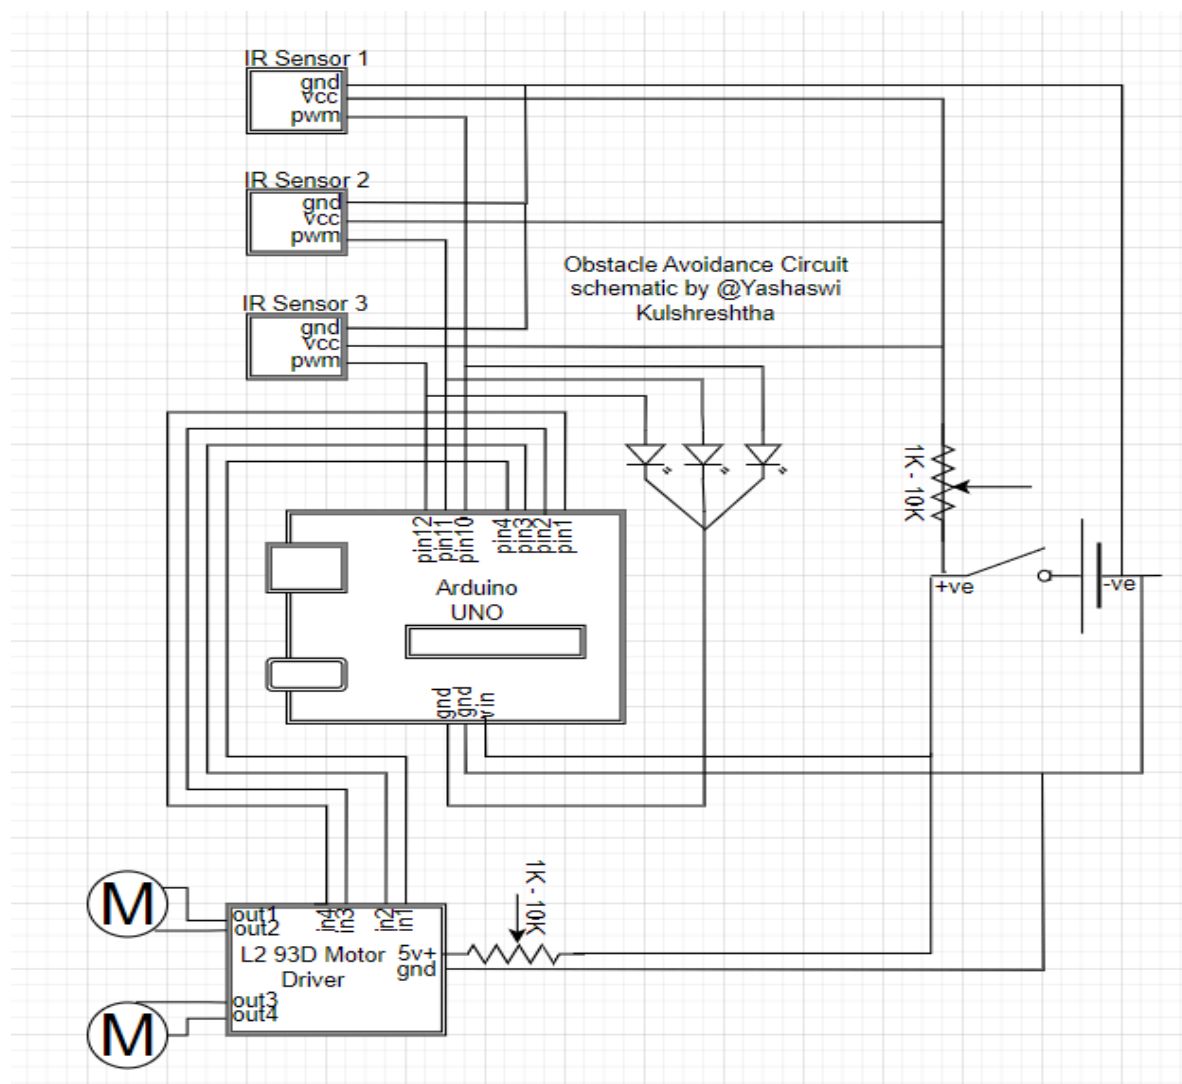 IR Sensor 1
gnd
vcc
pwm
IR Sensor 2
gnd
vcc
pwm
Obstacle Avoidance Circuit
schematic by @Yashaswi
Kulshreshtha
IR Sensor 3
gnd
vcc
pwm
1K - 10K
pin12
pin11
pin10
pin4
pin3
pin2
pin1
Arduino
UNO
+ve
-ve
gnd
gnd
vin
1K - 10K
M
out1
out2
in4
in3
in2
in1
L2 93D Motor
Driver
5v+
gnd
out3
out4
M